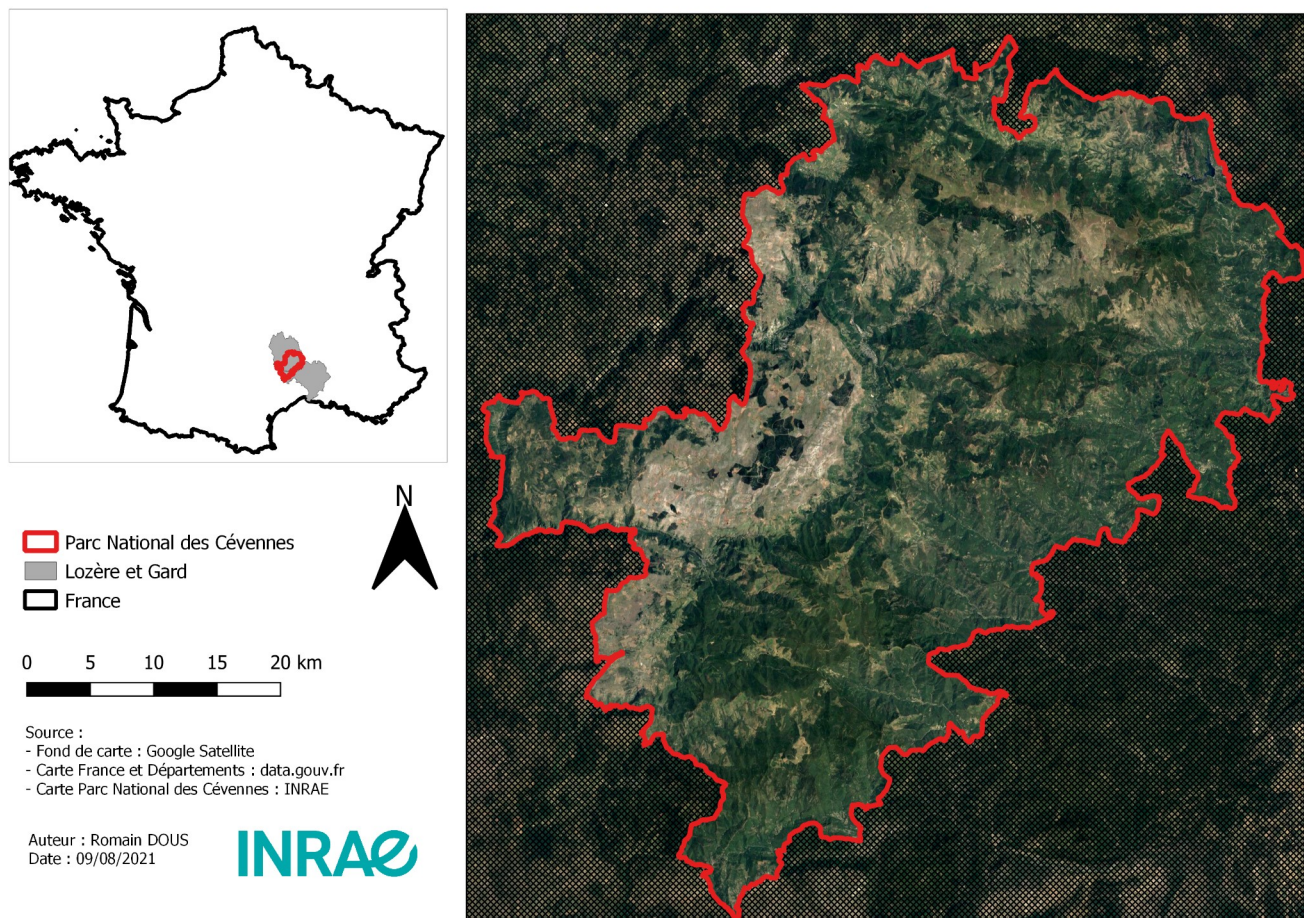 N
Parc National des Cévennes
Lozère et Gard
France
0 5 10 15 20 km
Source :
- Fond de carte : Google Satellite
- Carte France et Départements : data.gouv.fr
- Carte Parc National des Cévennes : INRAE
Auteur : Romain DOUS
Date : 09/08/2021
INRAE